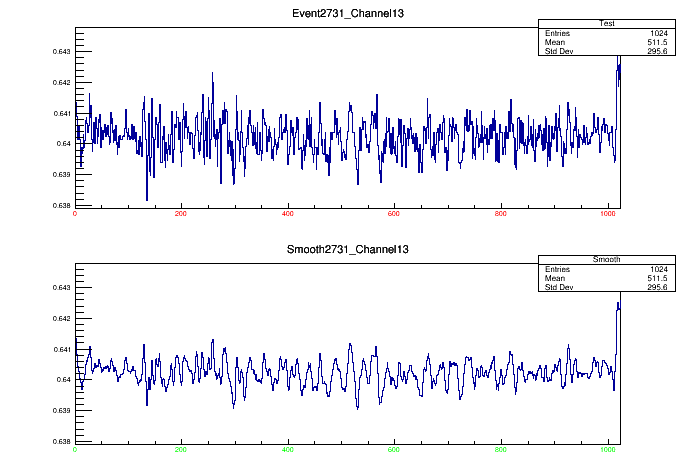 Event2731_Channel13
Test
Entries 1024
Mean 511.5
Std Dev 295.6
0.643
0.642
0.641
0.64
0.639
0.638
0 200 400 600 800 1000
Smooth2731_Channel13
Smooth
Entries 1024
Mean 511.5
Std Dev 295.6
0.643
0.642
0.641
0.64
0.639
0.638
0 200 400 600 800 1000